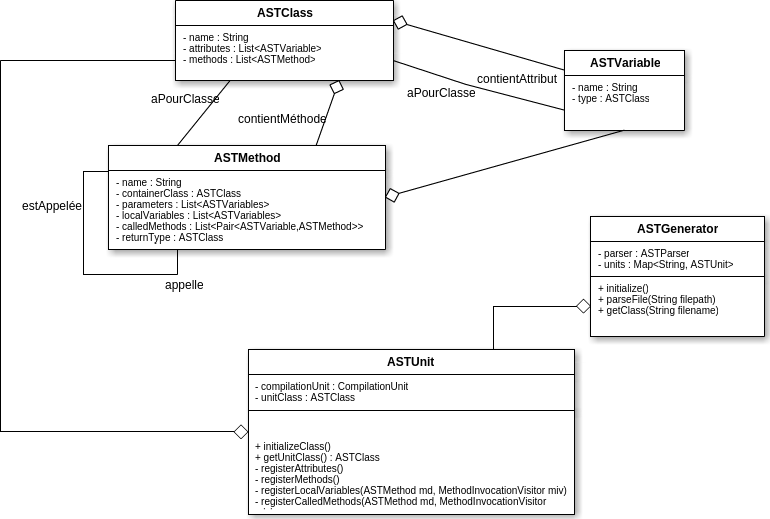 ASTClass
- name : String
- attributes : List<ASTVariable>
- methods : List<ASTMethod>
contientAttribut
ASTVariable
- name : String
- type : ASTClass
aPourClasse
aPourClasse
contientMéthode
ASTMethod
- name : String
- containerClass : ASTClass
- parameters : List<ASTVariables>
- localVariables : List<ASTVariables>
- calledMethods : List<Pair<ASTVariable,ASTMethod>>
- returnType : ASTClass
estAppelée
appelle
ASTGenerator
- parser : ASTParser
- units : Map<String, ASTUnit>
+ initialize()
+ parseFile(String filepath)
+ getClass(String filename)
ASTUnit
- compilationUnit : CompilationUnit
- unitClass : ASTClass
+ initializeClass()
+ getUnitClass() : ASTClass
- registerAttributes()
- registerMethods()
- registerLocalVariables(ASTMethod md, MethodInvocationVisitor miv)
- registerCalledMethods(ASTMethod md, MethodInvocationVisitor